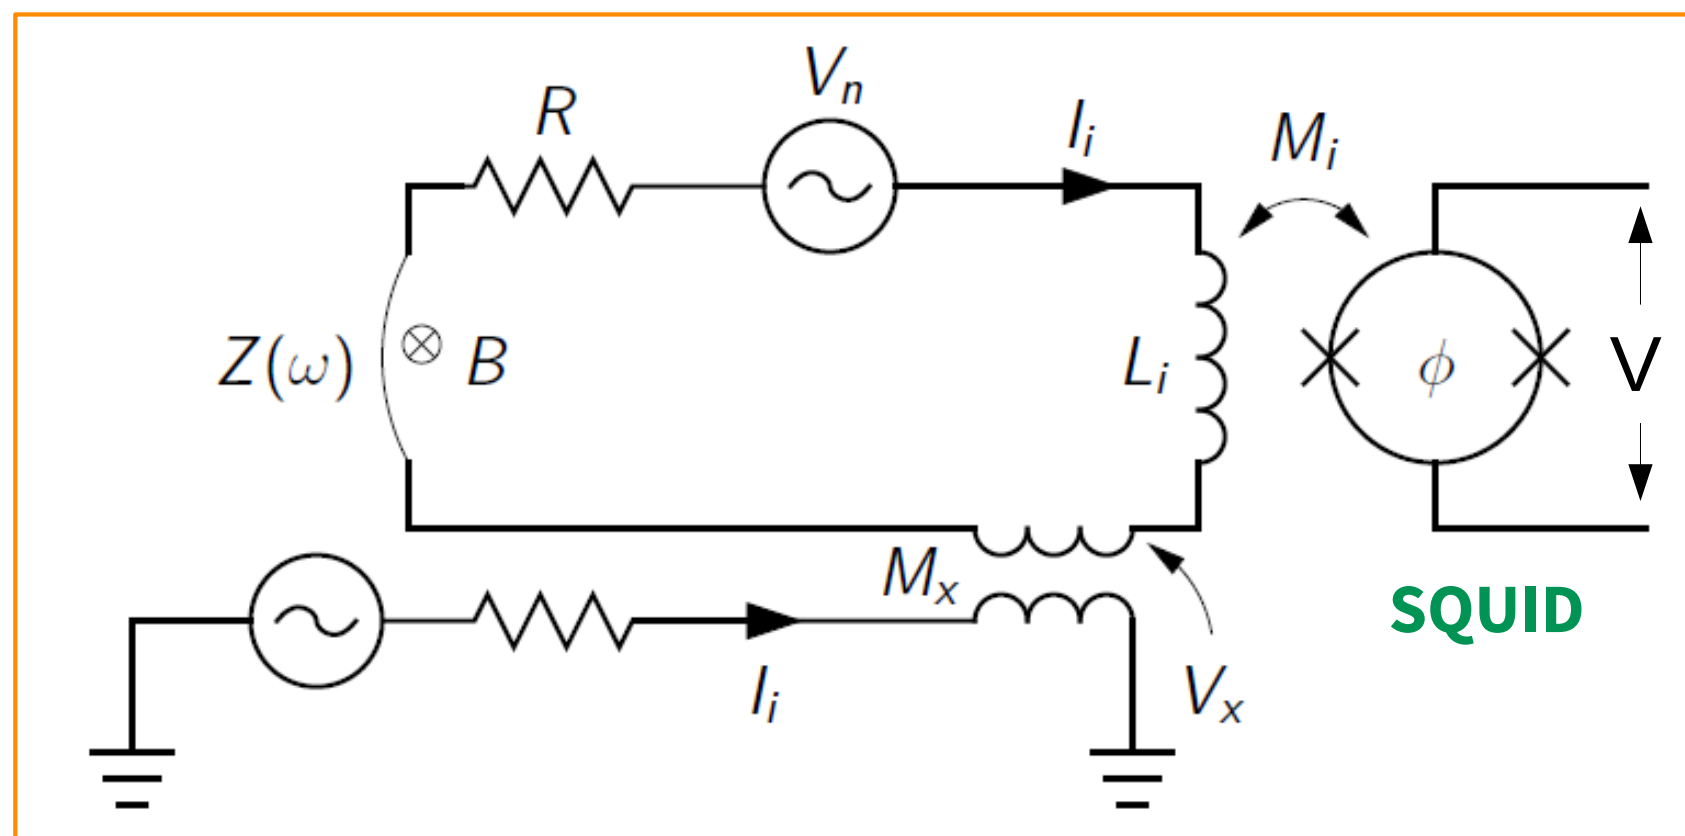 V_n
R
I_i
M_i
Z(ω)
B
L_i
ϕ
V
M_x
SQUID
I_i
V_x